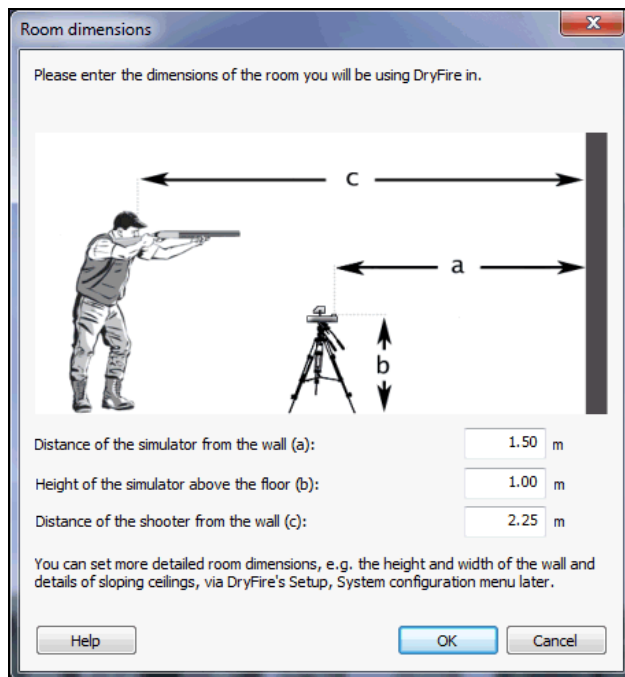 Room dimensions
Please enter the dimensions of the room you will be using DryFire in.
c
a
b
Distance of the simulator from the wall (a): 1.50 m
Height of the simulator above the floor (b): 1.00 m
Distance of the shooter from the wall (c): 2.25 m
You can set more detailed room dimensions, e.g. the height and width of the wall and
details of sloping ceilings, via DryFire's Setup, System configuration menu later.
Help OK Cancel